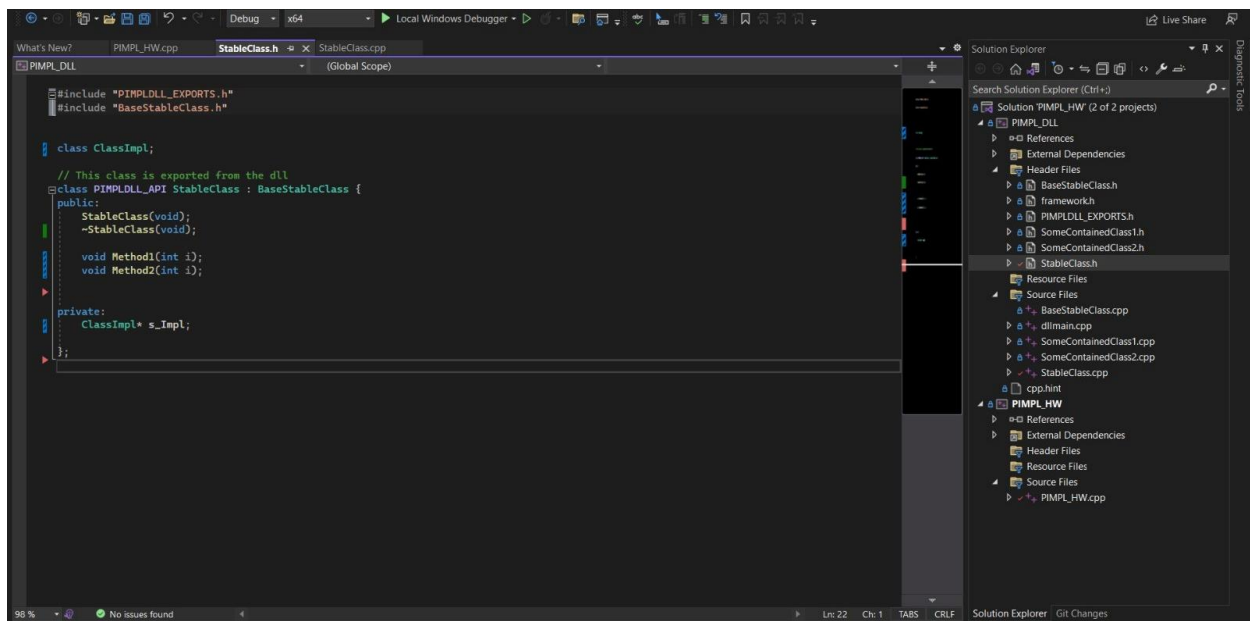 Debug
x64
Local Windows Debugger
Live Share
What's New?
PIMPL_HW.cpp
StableClass.h
StableClass.cpp
PIMPL_DLL
(Global Scope)
#include "PIMPLDLL_EXPORTS.h"
#include "BaseStableClass.h"
class ClassImpl;
// This class is exported from the dll
class PIMPLDLL_API StableClass : BaseStableClass {
public:
StableClass(void);
~StableClass(void);
void Method1(int i);
void Method2(int i);
private:
ClassImpl* s_Impl;
};
98 %
No issues found
Ln: 22 Ch: 1 TABS CRLF
Solution Explorer
Search Solution Explorer (Ctrl+;)
Solution 'PIMPL_HW' (2 of 2 projects)
PIMPL_DLL
References
External Dependencies
Header Files
BaseStableClass.h
framework.h
PIMPLDLL_EXPORTS.h
SomeContainedClass1.h
SomeContainedClass2.h
StableClass.h
Resource Files
Source Files
BaseStableClass.cpp
dllmain.cpp
SomeContainedClass1.cpp
SomeContainedClass2.cpp
StableClass.cpp
cpp.hint
PIMPL_HW
References
External Dependencies
Header Files
Resource Files
Source Files
PIMPL_HW.cpp
Solution Explorer
Git Changes
Diagnostic Tools